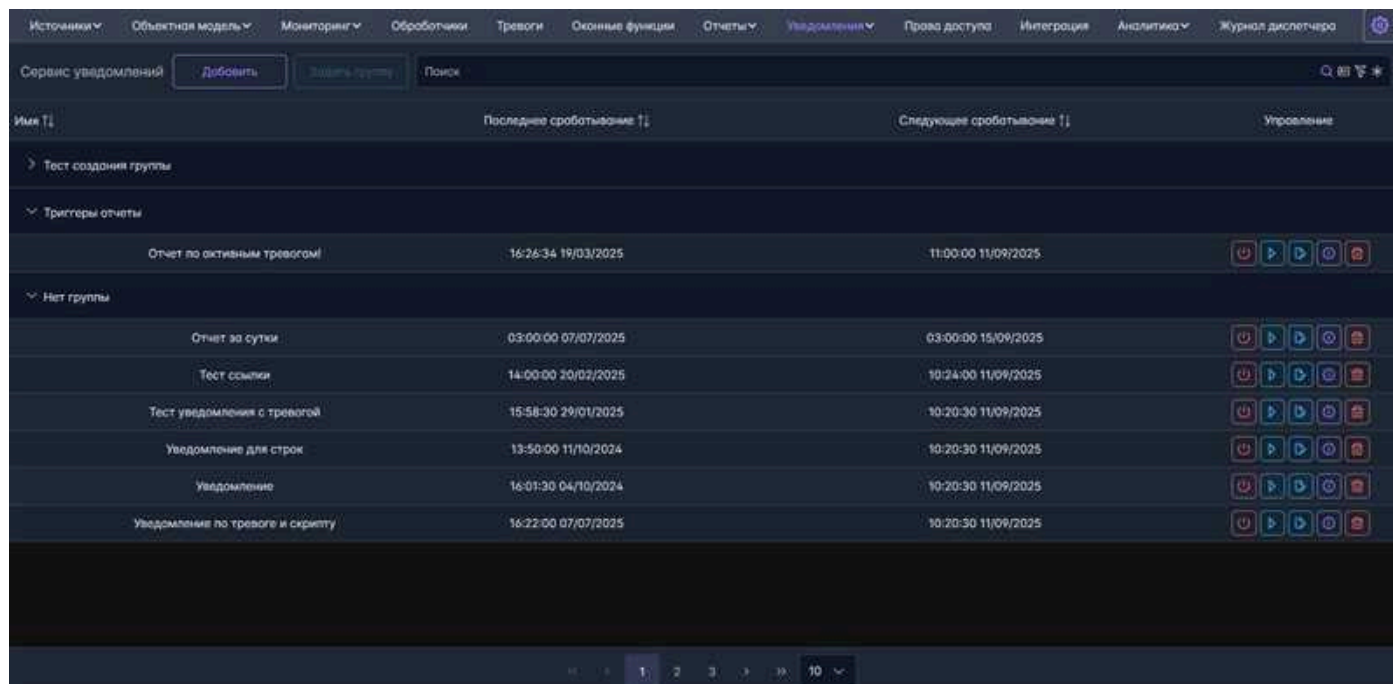 Источники Объектная модель Мониторинг Обработчики Тревоги Оконные функции Отчеты Уведомления Права доступа Интеграция Аналитика Журнал диспетчера
Сервис уведомлений Добавить Задать группу Поиск
Имя Последнее срабатывание Следующее срабатывание Управление
Тест создания группы
Триггеры отчеты
Отчет по активным тревогам! 16:26:34 19/03/2025 11:00:00 11/09/2025
Нет группы
Отчет за сутки 03:00:00 07/07/2025 03:00:00 15/09/2025
Тест ссылки 14:00:00 20/02/2025 10:24:00 11/09/2025
Тест уведомления с тревогой 15:58:30 29/01/2025 10:20:30 11/09/2025
Уведомление для строк 13:50:00 11/10/2024 10:20:30 11/09/2025
Уведомление 16:01:30 04/10/2024 10:20:30 11/09/2025
Уведомление по тревоге и скрипту 16:22:00 07/07/2025 10:20:30 11/09/2025
« ‹ 1 2 3 › » 10